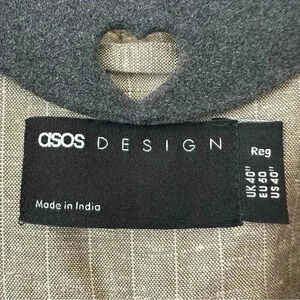 asos DESIGN
Made in India
Reg
UK 40"
EU 50
US 40"